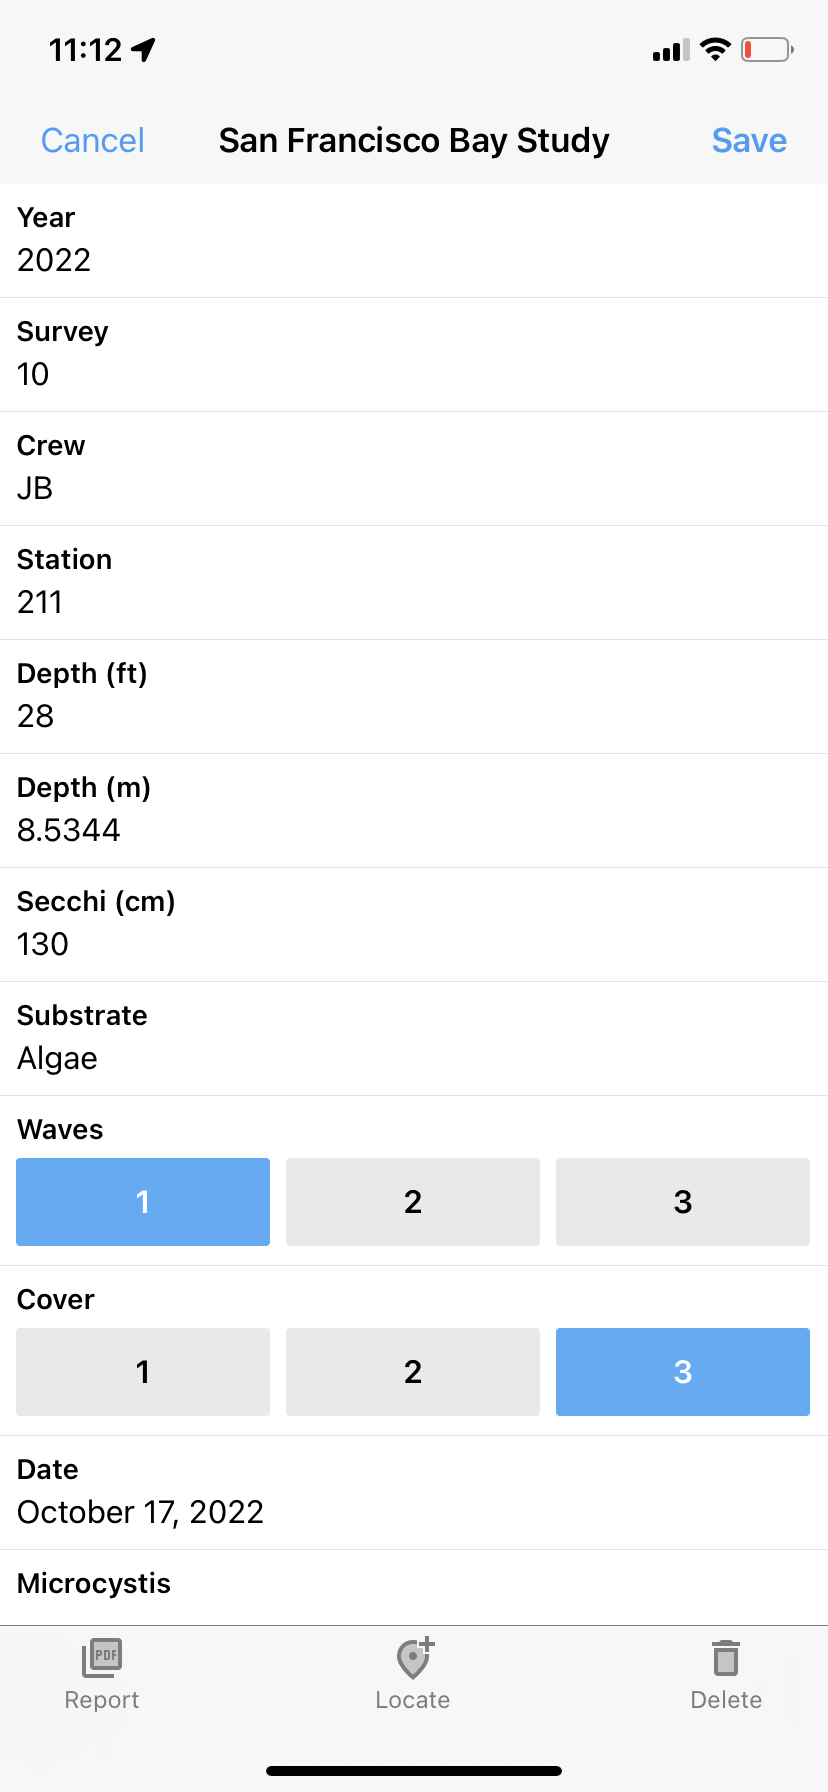 11:12
Cancel San Francisco Bay Study Save
Year
2022
Survey
10
Crew
JB
Station
211
Depth (ft)
28
Depth (m)
8.5344
Secchi (cm)
130
Substrate
Algae
Waves
1 2 3
Cover
1 2 3
Date
October 17, 2022
Microcystis
PDF
Report Locate Delete